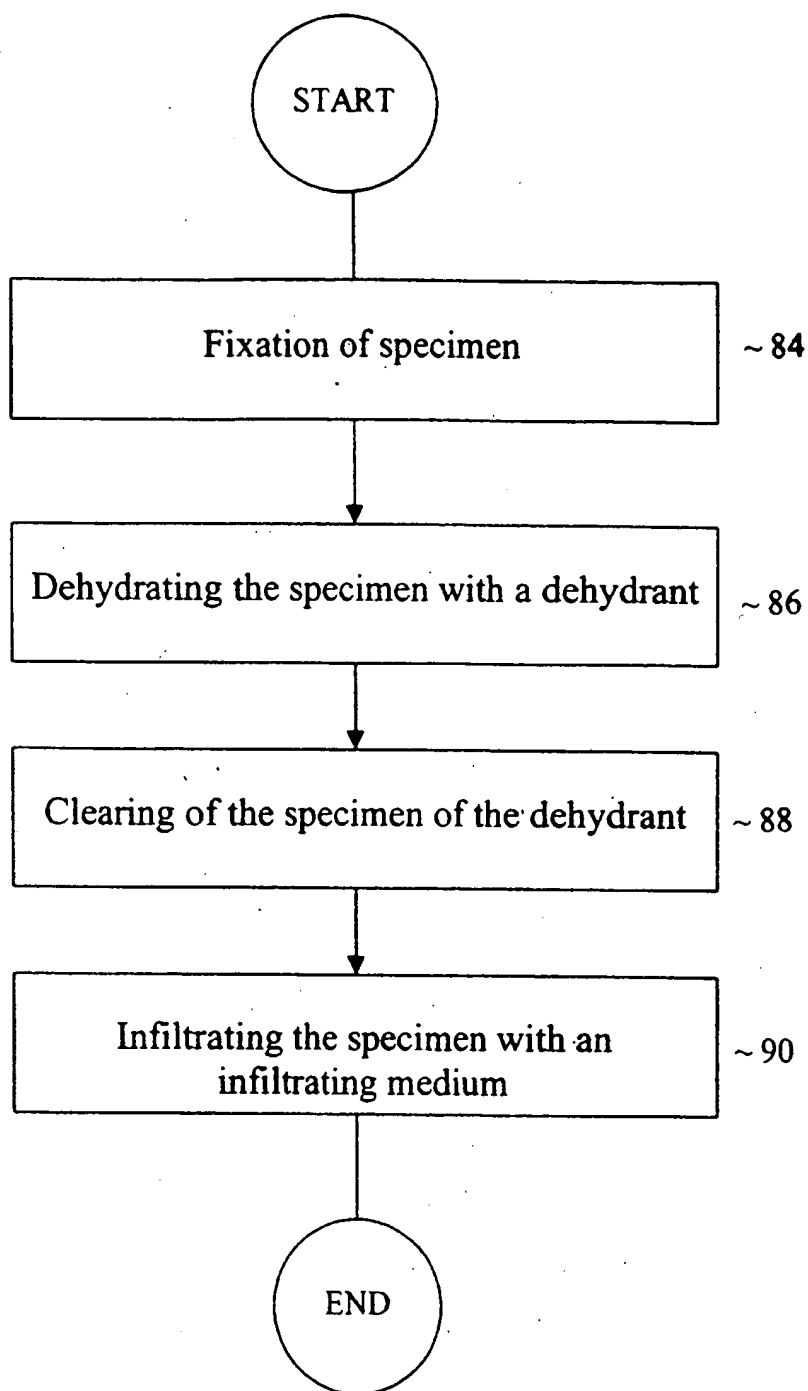 START
Fixation of specimen
~ 84
Dehydrating the specimen with a dehydrant
~ 86
Clearing of the specimen of the dehydrant
~ 88
Infiltrating the specimen with an
infiltrating medium
~ 90
END